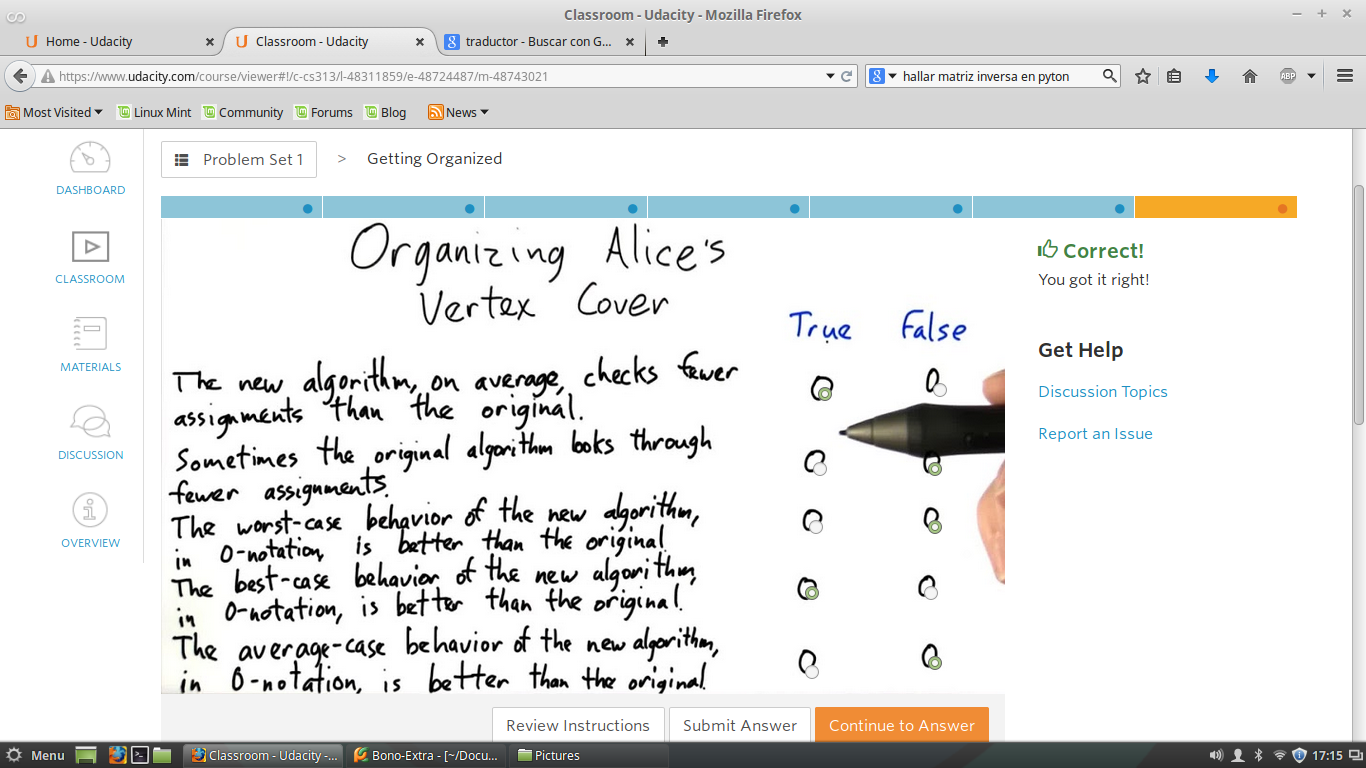 Classroom - Udacity - Mozilla Firefox
Home - Udacity
Classroom - Udacity
traductor - Buscar con G...
https://www.udacity.com/course/viewer#!/c-cs313/l-48311859/e-48724487/m-48743021
hallar matriz inversa en pyton
ABP
Most Visited
Linux Mint
Community
Forums
Blog
News
DASHBOARD
CLASSROOM
MATERIALS
DISCUSSION
OVERVIEW
Problem Set 1 > Getting Organized
Organizing Alice's
Vertex Cover
True False
The new algorithm, on average, checks fewer
assignments than the original.
Sometimes the original algorithm looks through
fewer assignments.
The worst-case behavior of the new algorithm,
in O-notation, is better than the original.
The best-case behavior of the new algorithm,
in O-notation, is better than the original.
The average-case behavior of the new algorithm,
in O-notation, is better than the original.
Correct!
You got it right!
Get Help
Discussion Topics
Report an Issue
Review Instructions
Submit Answer
Continue to Answer
Menu
Classroom - Udacity -...
Bono-Extra - [~/Docu...
Pictures
17:15